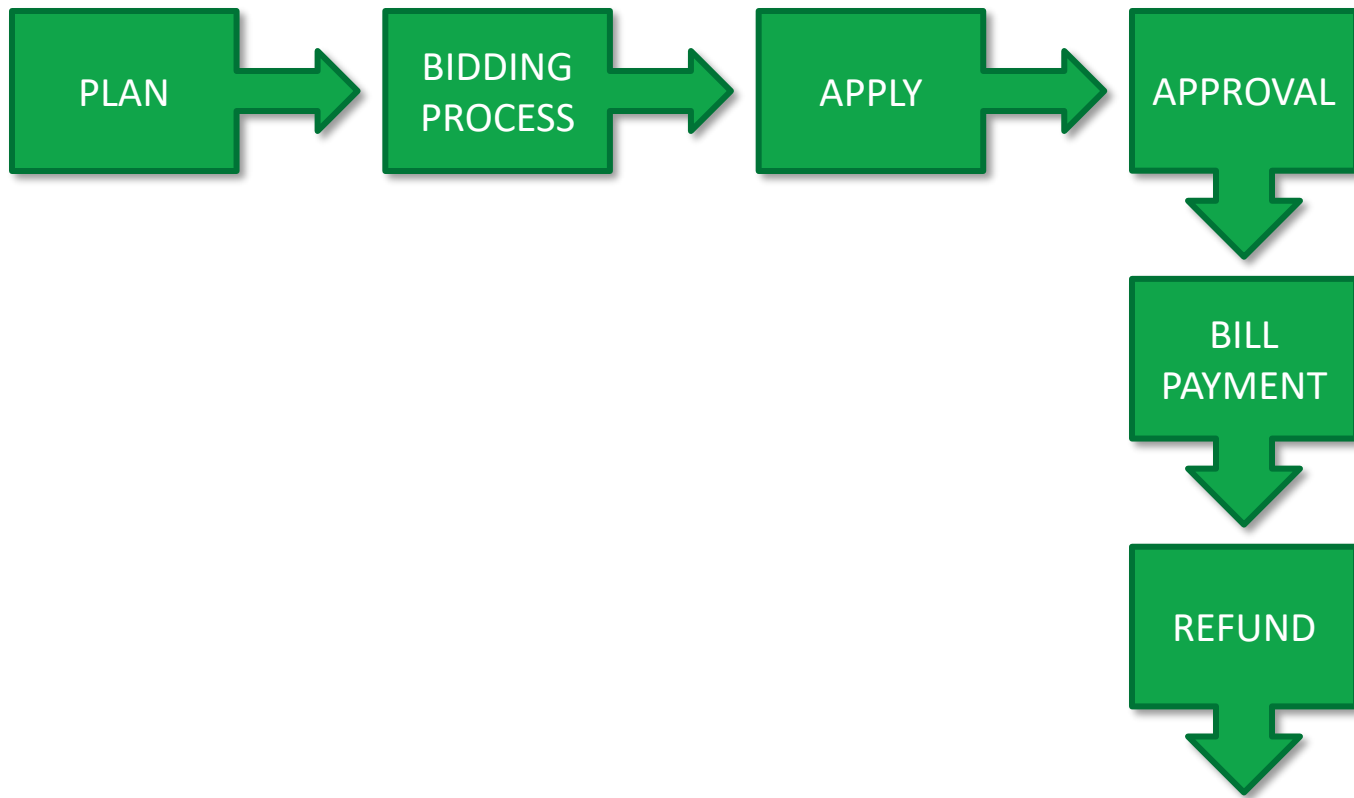 PLAN
BIDDING
PROCESS
APPLY
APPROVAL
BILL
PAYMENT
REFUND